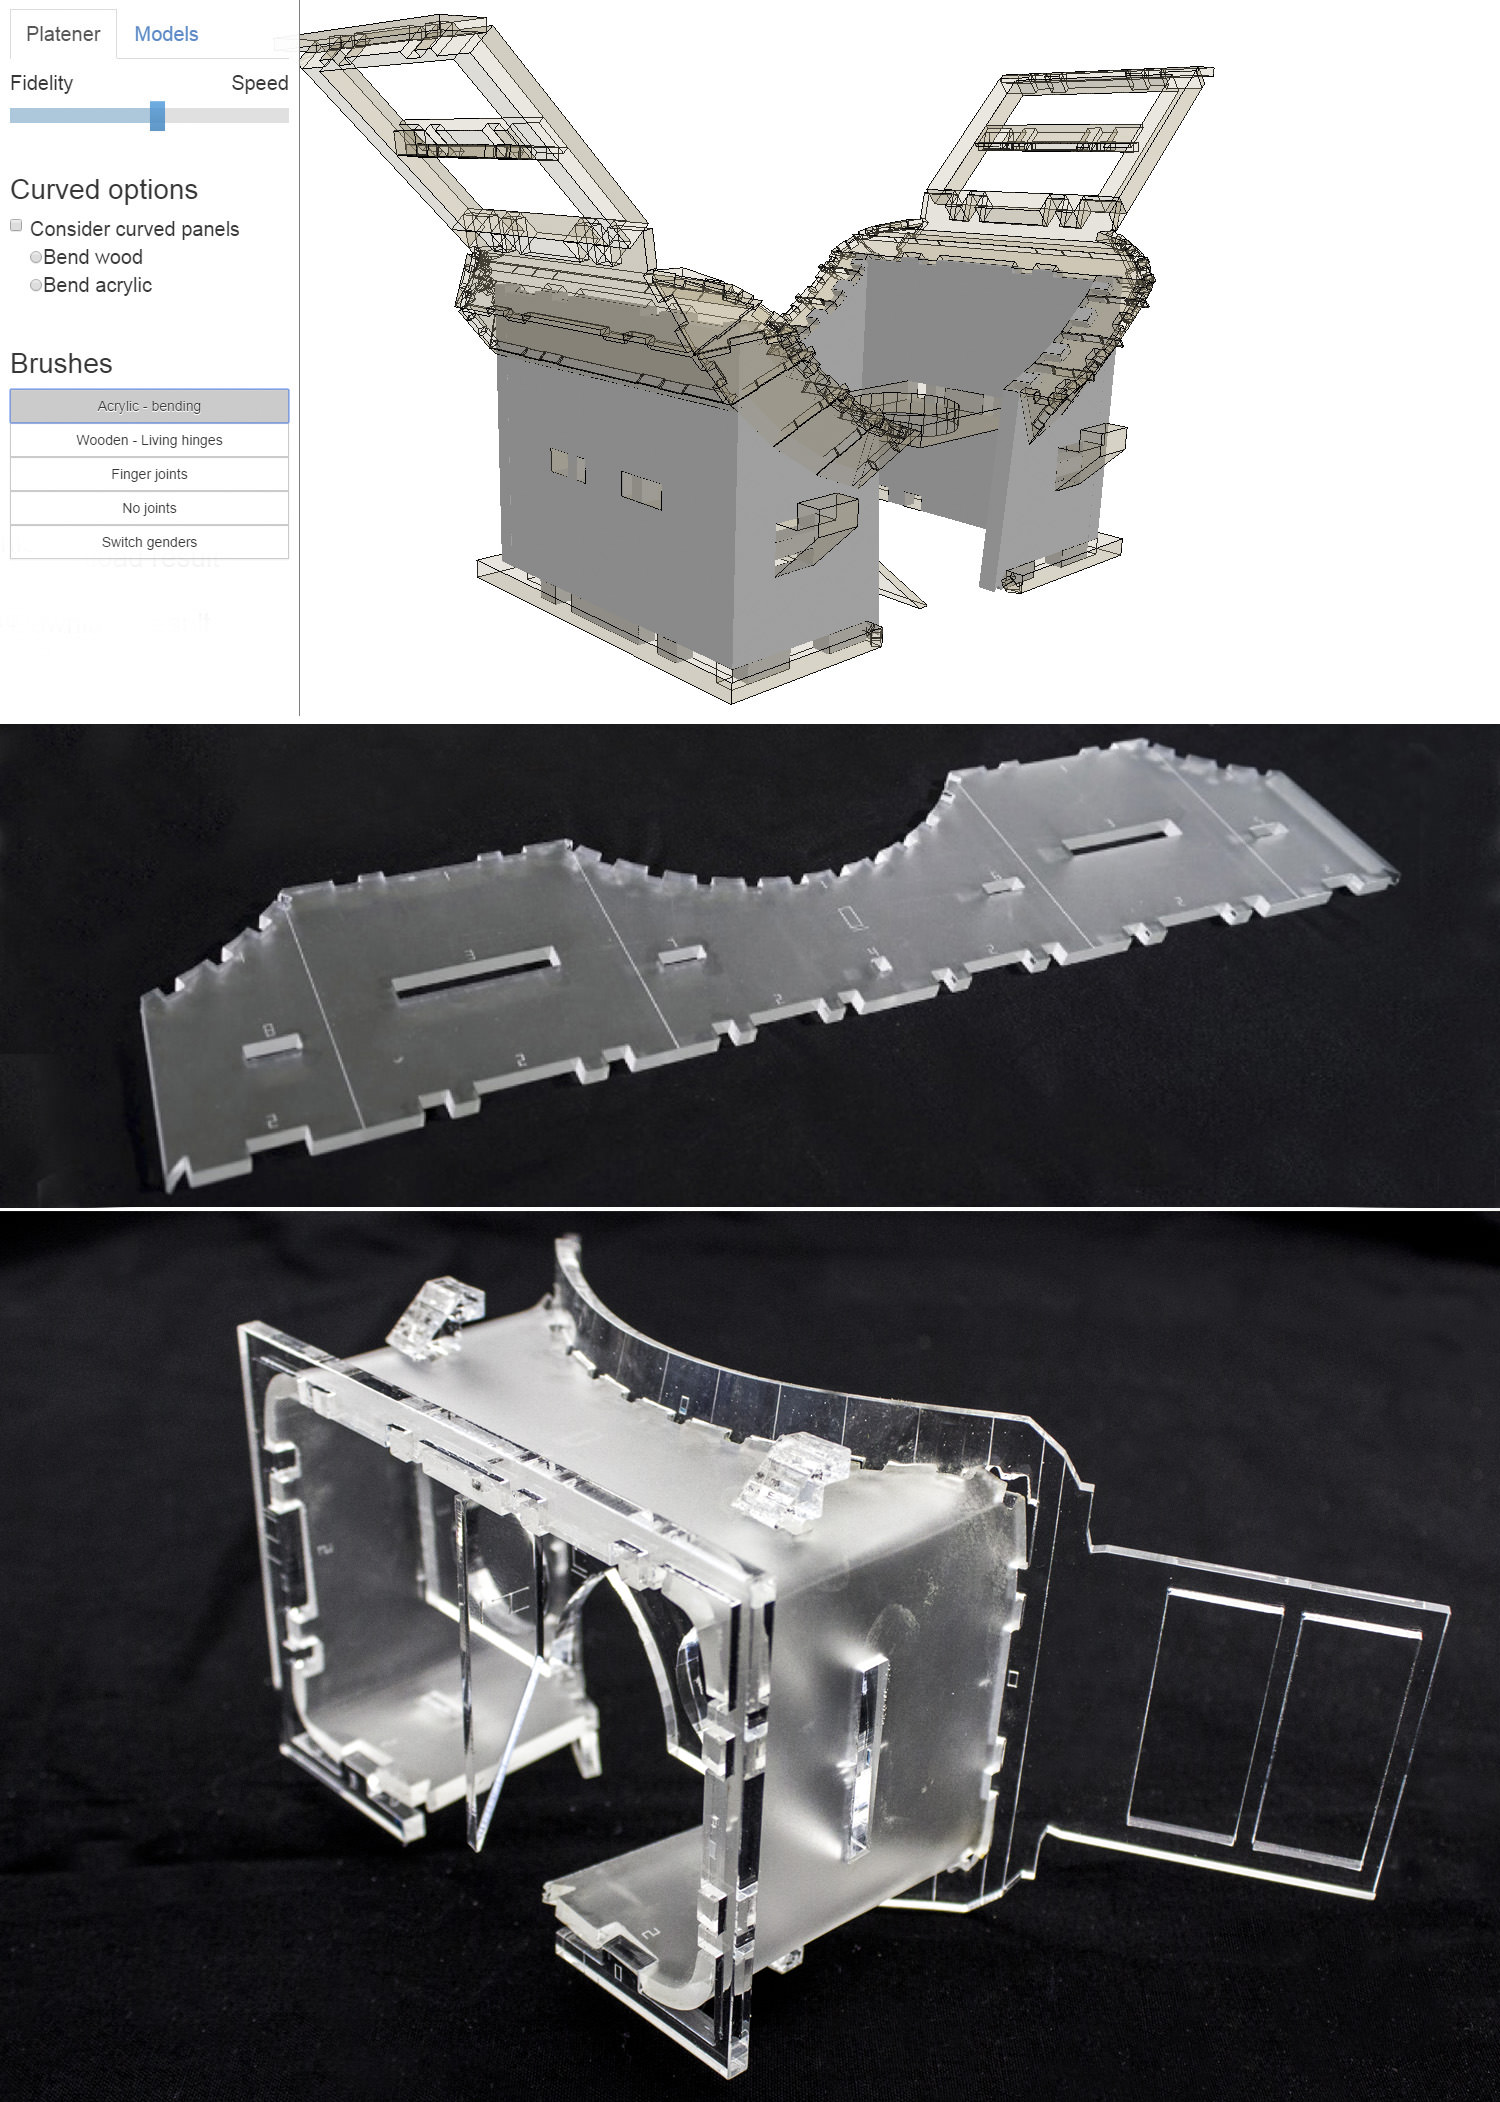 Platener Models
Fidelity Speed
Curved options
Consider curved panels
Bend wood
Bend acrylic
Brushes
Acrylic - bending
Wooden - Living hinges
Finger joints
No joints
Switch genders